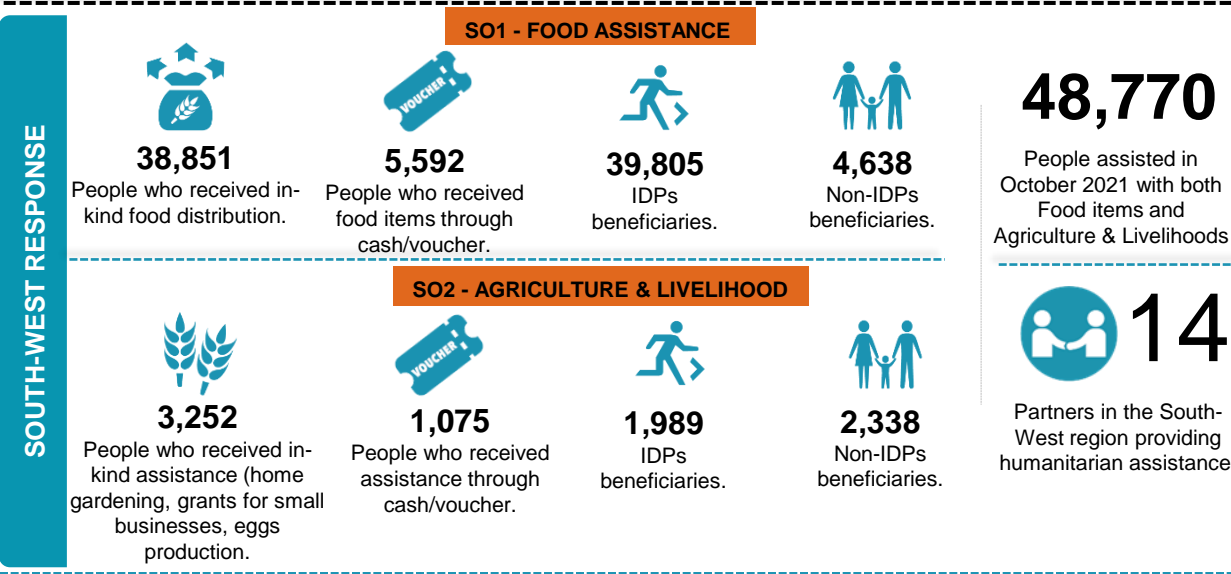 SO1 - FOOD ASSISTANCE
SOUTH-WEST RESPONSE
VOUCHER
38,851
People who received in-
kind food distribution.
5,592
People who received
food items through
cash/voucher.
39,805
IDPs
beneficiaries.
4,638
Non-IDPs
beneficiaries.
48,770
People assisted in
October 2021 with both
Food items and
Agriculture & Livelihoods
SO2 - AGRICULTURE & LIVELIHOOD
VOUCHER
3,252
People who received in-
kind assistance (home
gardening, grants for small
businesses, eggs
production.
1,075
People who received
assistance through
cash/voucher.
1,989
IDPs
beneficiaries.
2,338
Non-IDPs
beneficiaries.
14
Partners in the South-
West region providing
humanitarian assistance